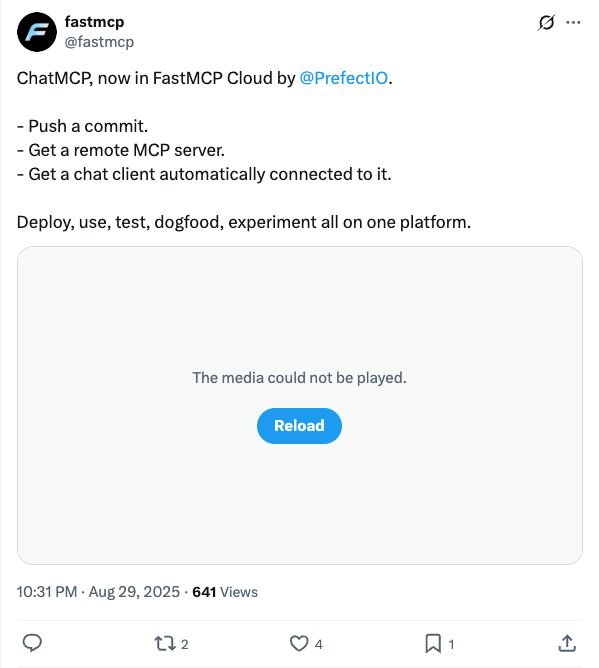 fastmcp
@fastmcp
ChatMCP, now in FastMCP Cloud by @PrefectIO.
- Push a commit.
- Get a remote MCP server.
- Get a chat client automatically connected to it.
Deploy, use, test, dogfood, experiment all on one platform.
The media could not be played.
Reload
10:31 PM · Aug 29, 2025 · 641 Views
2 4 1